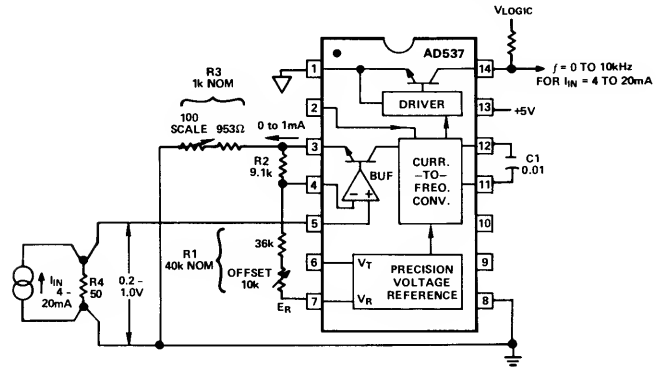 VLOGIC
AD537
1
14
f = 0 TO 10kHz
FOR IIN = 4 TO 20mA
R3
1k NOM
DRIVER
2
13
+5V
100
SCALE
953Ω
0 to 1mA
3
12
C1
0.01
R2
9.1k
BUF
CURR.
–TO–
FREQ.
CONV.
4
11
– +
5
10
R1
40k NOM
36k
OFFSET
10k
6
VT
PRECISION
VOLTAGE
REFERENCE
9
IIN
4 –
20mA
R4
50
0.2 –
1.0V
ER
7
VR
8